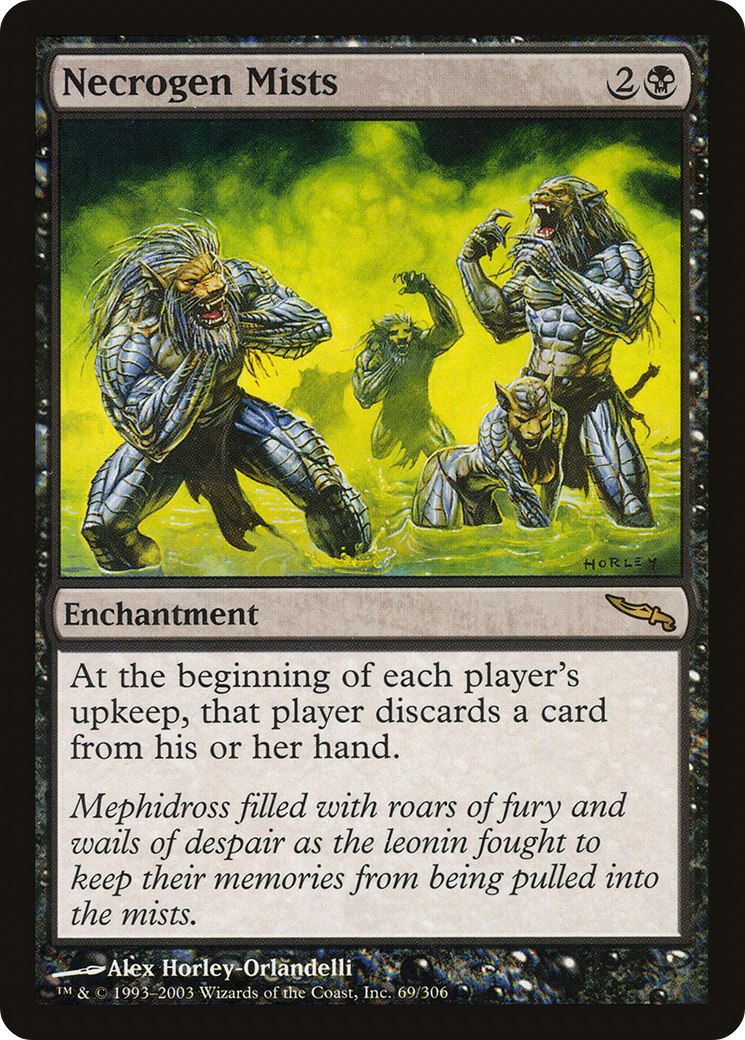 Necrogen Mists 2
HORLEY
Enchantment
At the beginning of each player's
upkeep, that player discards a card
from his or her hand.
Mephidross filled with roars of fury and
wails of despair as the leonin fought to
keep their memories from being pulled into
the mists.
Alex Horley-Orlandelli
™ & © 1993–2003 Wizards of the Coast, Inc. 69/306